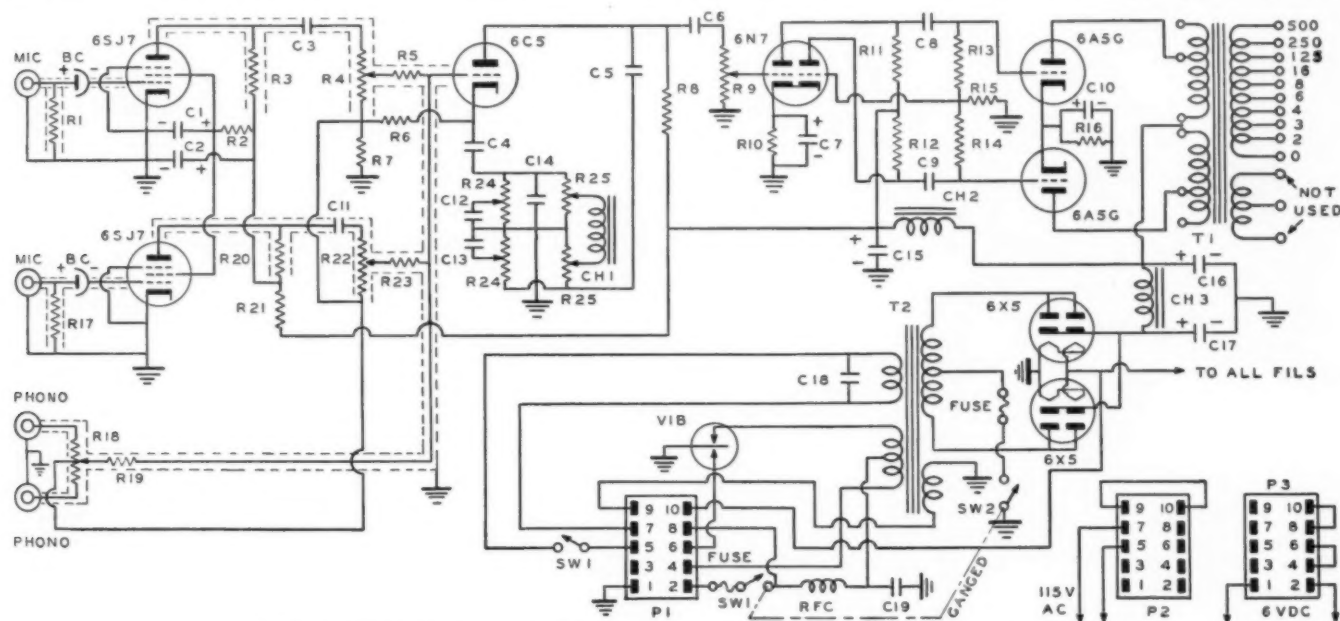 MIC
BC
6SJ7
+
-
R1
C1
-
+
R2
C2
-
+
C3
R3
R4
R5
R6
R7
6C5
C4
C5
C6
R8
C14
R24
R25
C12
C13
R24
R25
CH1
6N7
R9
R10
C7
+
-
R11
C8
R13
R15
R12
C9
R14
6A5G
C10
+
-
R16
6A5G
500
250
125
16
8
6
4
3
2
0
NOT
USED
T1
MIC
BC
6SJ7
+
-
R17
C11
R20
R21
R22
R23
CH2
C15
+
-
+
-
C16
CH3
+
-
C17
T2
6X5
TO ALL FILS
FUSE
6X5
SW2
C18
VIB
PHONO
R18
R19
PHONO
9 10
7 8
5 6
3 4
1 2
P1
SW1
FUSE
SW1
RFC
C19
GANGED
115V
AC
9 10
7 8
5 6
3 4
1 2
P2
P3
9 10
7 8
5 6
3 4
1 2
6 VDC